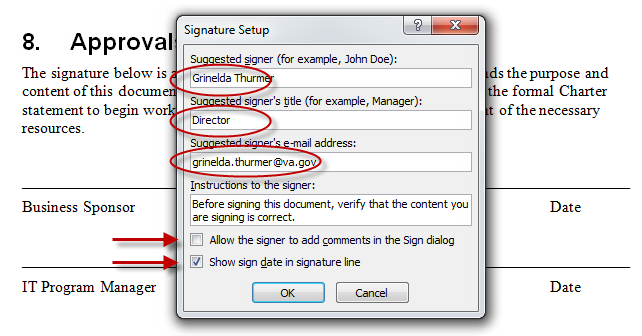 Signature Setup
?
8. Approval
Suggested signer (for example, John Doe):
Grinelda Thurmer
The signature below is a
nds the purpose and
content of this documen
the formal Charter
Suggested signer's title (for example, Manager):
statement to begin work
nt of the necessary
Director
resources.
Suggested signer's e-mail address:
grinelda.thurmer@va.gov
Instructions to the signer:
Before signing this document, verify that the content you
are signing is correct.
Business Sponsor Date
Allow the signer to add comments in the Sign dialog
Show sign date in signature line
IT Program Manager Date
OK Cancel